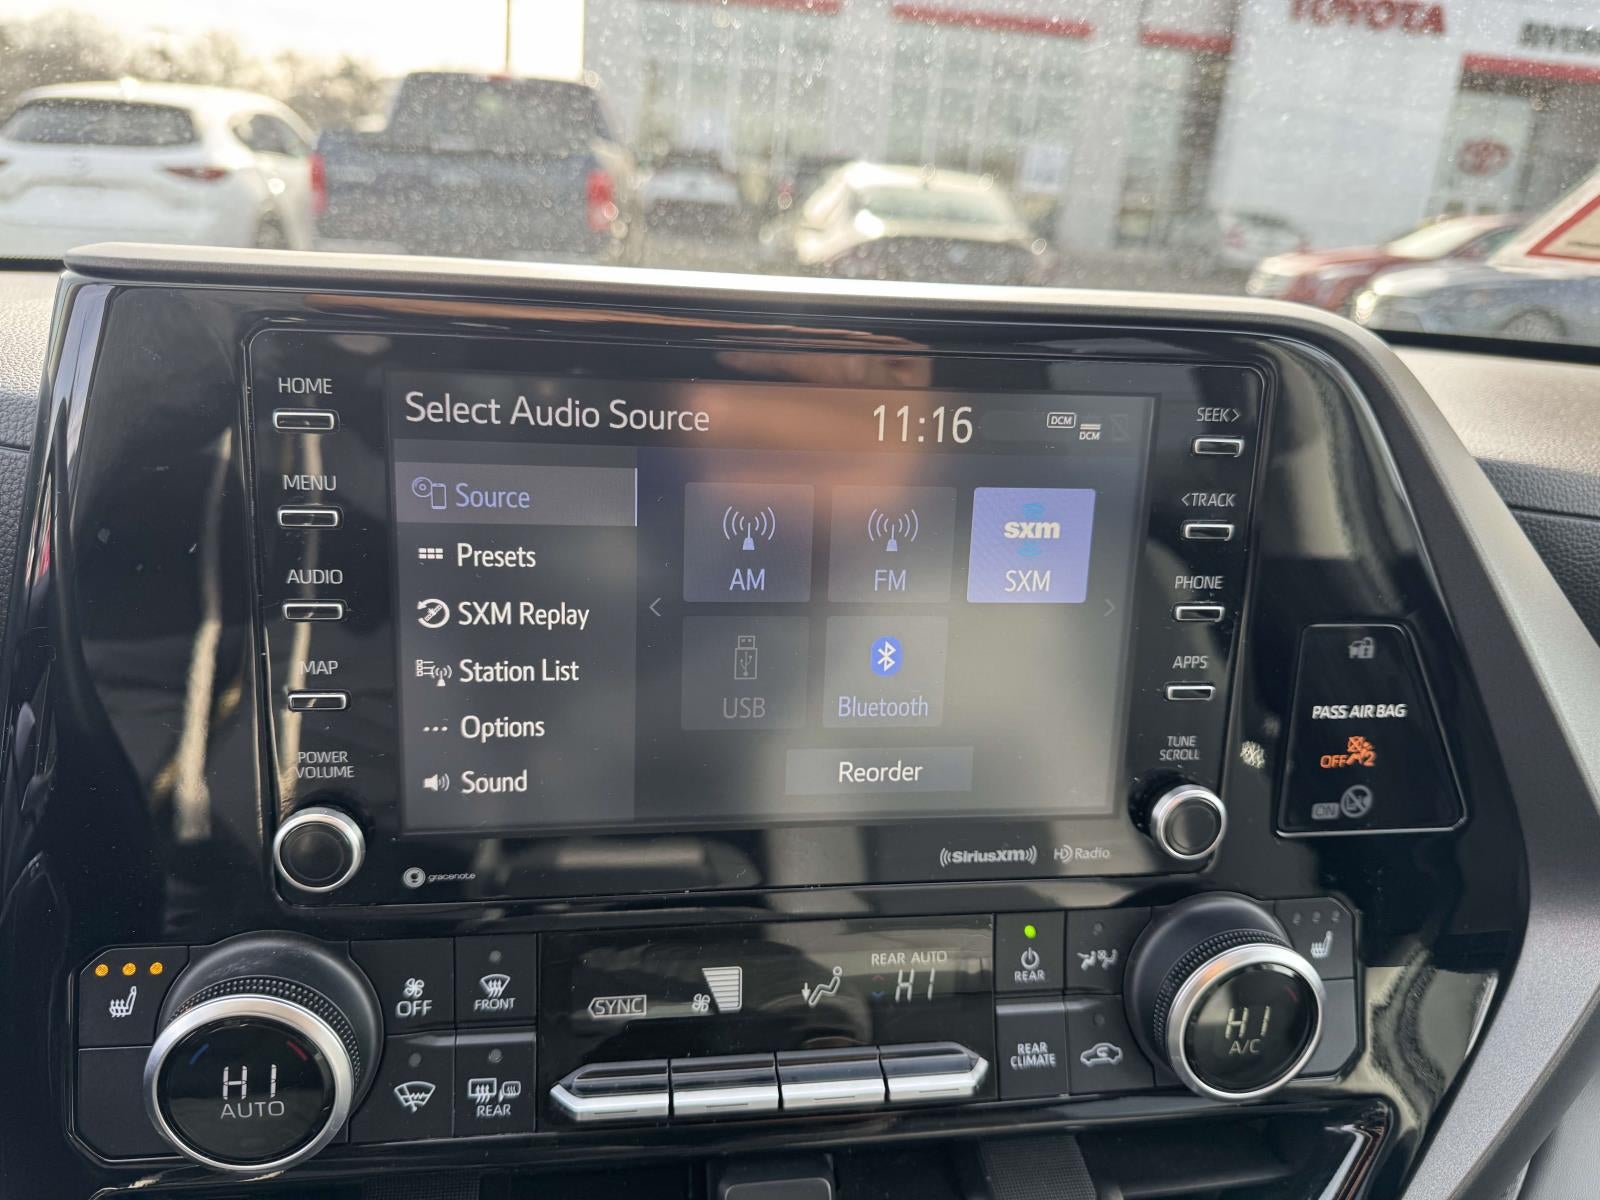 TOYOTA
HOME
MENU
AUDIO
MAP
POWER
VOLUME
Select Audio Source
11:16
DCM
DCM
Source
Presets
SXM Replay
Station List
Options
Sound
AM
FM
sxm
SXM
USB
Bluetooth
Reorder
gracenote
((SiriusXM))
HD Radio
SEEK>
<TRACK
PHONE
APPS
TUNE
SCROLL
PASS AIR BAG
OFF 2
ON
HI
AUTO
OFF
FRONT
REAR
SYNC
REAR AUTO
HI
REAR
REAR
CLIMATE
HI
A/C